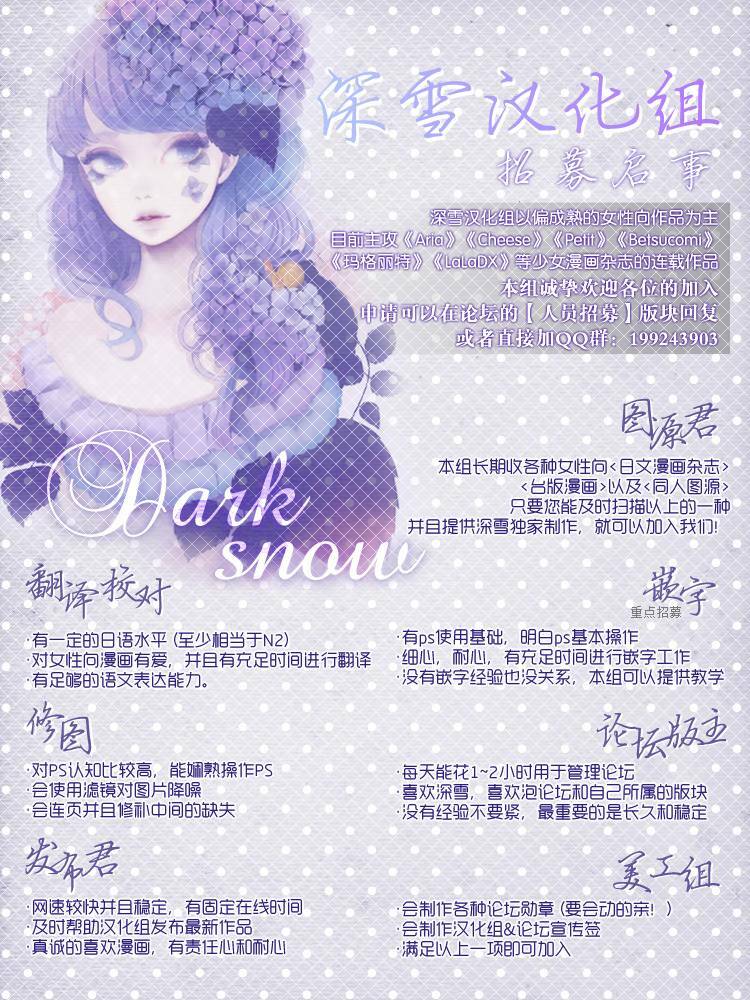 深雪汉化组
招募启事
深雪汉化组以偏成熟的女性向作品为主
目前主攻《Aria》《Cheese》《Petit》《Betsucomi》
《玛格丽特》《LaLaDX》等少女漫画杂志的连载作品
本组诚挚欢迎各位的加入
申请可以在论坛的【人员招募】版块回复
或者直接加QQ群：199243903
图源君
本组长期收各种女性向<日文漫画杂志>
<台版漫画>以及<同人图源>
只要您能及时扫描以上的一种
并且提供深雪独家制作，就可以加入我们!
Dark
snow
翻译校对
·有一定的日语水平 (至少相当于N2)
·对女性向漫画有爱，并且有充足时间进行翻译
·有足够的语文表达能力。
嵌字
重点招募
·有ps使用基础，明白ps基本操作
·细心，耐心，有充足时间进行嵌字工作
·没有嵌字经验也没关系，本组可以提供教学
修图
·对PS认知比较高，能娴熟操作PS
·会使用滤镜对图片降噪
·会连页并且修补中间的缺失
论坛版主
·每天能花1~2小时用于管理论坛
·喜欢深雪，喜欢泡论坛和自己所属的版块
·没有经验不要紧，最重要的是长久和稳定
发布君
·网速较快并且稳定，有固定在线时间
·及时帮助汉化组发布最新作品
·真诚的喜欢漫画，有责任心和耐心
美工组
·会制作各种论坛勋章 (要会动的亲！)
·会制作汉化组&论坛宣传签
·满足以上一项即可加入